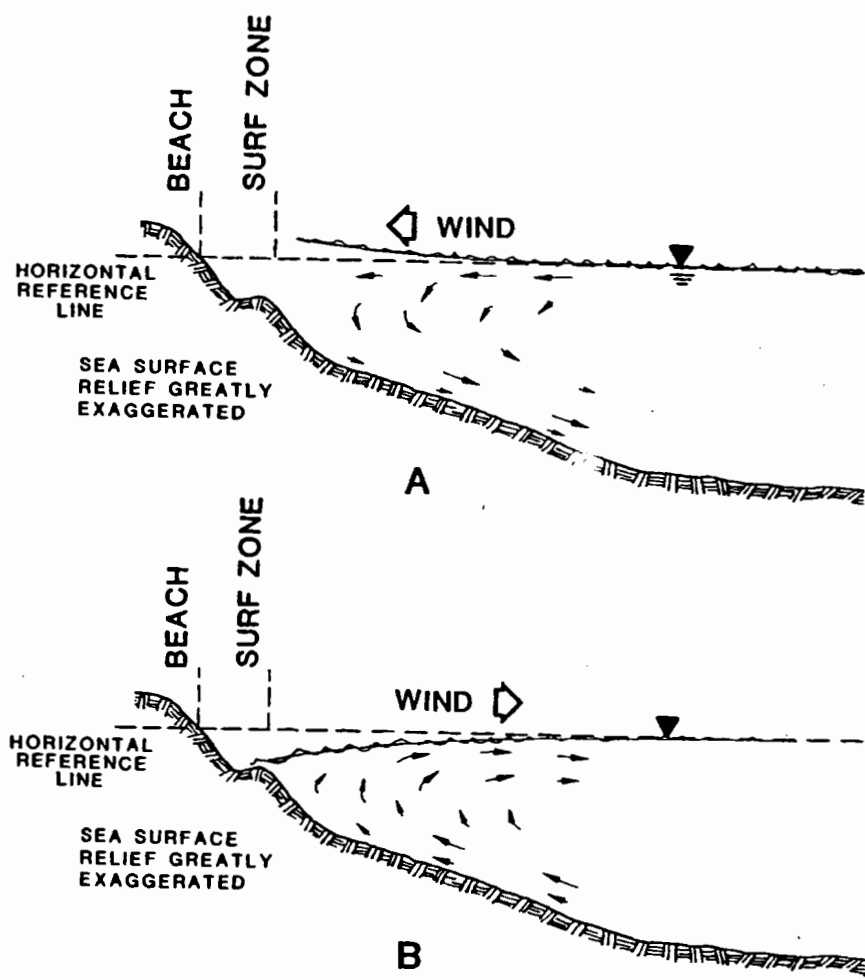 BEACH
SURF ZONE
WIND
HORIZONTAL
REFERENCE
LINE
SEA SURFACE
RELIEF GREATLY
EXAGGERATED
A
BEACH
SURF ZONE
WIND
HORIZONTAL
REFERENCE
LINE
SEA SURFACE
RELIEF GREATLY
EXAGGERATED
B